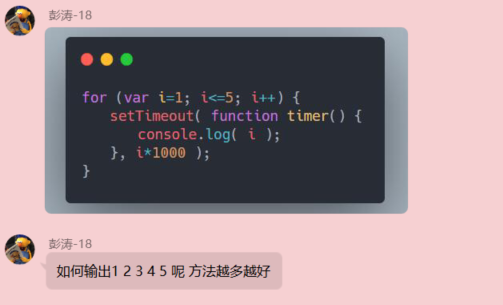 彭涛-18
for (var i=1; i<=5; i++) {
setTimeout( function timer() {
console.log( i );
}, i*1000 );
}
彭涛-18
如何输出1 2 3 4 5 呢 方法越多越好